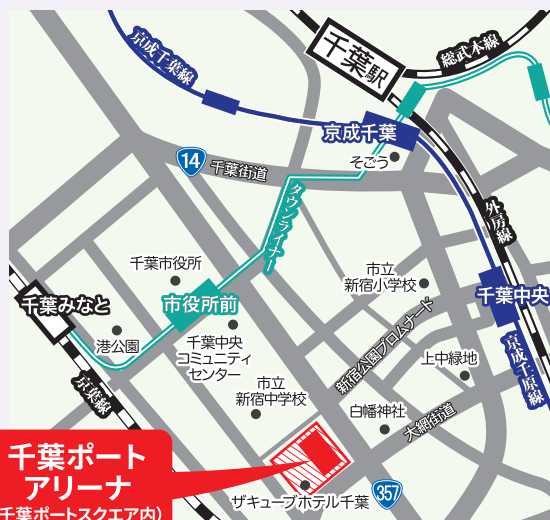 京成千葉線
千葉駅
総武本線
京成千葉
そごう
14
千葉街道
タウンライナー
外房線
千葉市役所
市立
新宿小学校
千葉みなと
市役所前
千葉中央
港公園
千葉中央
コミュニティ
センター
新宿公園プロムナード
京成千原線
上中緑地
京葉線
市立
新宿中学校
白幡神社
大網街道
千葉ポート
アリーナ
千葉ポートスクエア内)
ザキューブホテル千葉
357